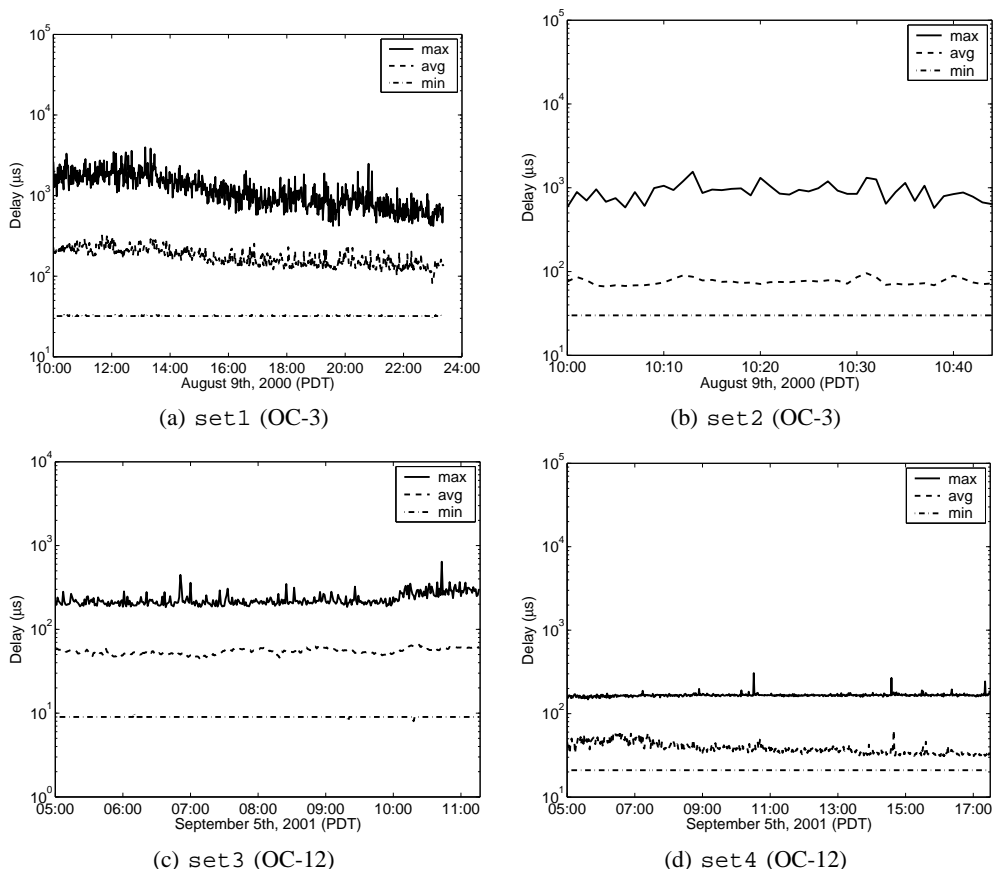 10^5
10^4
10^3
10^2
10^1
Delay (μs)
max
avg
min
10:00 12:00 14:00 16:00 18:00 20:00 22:00 24:00
August 9th, 2000 (PDT)
(a) set1 (OC-3)
10^5
10^4
10^3
10^2
10^1
Delay (μs)
max
avg
min
10:00 10:10 10:20 10:30 10:40
August 9th, 2000 (PDT)
(b) set2 (OC-3)
10^4
10^3
10^2
10^1
10^0
Delay (μs)
max
avg
min
05:00 06:00 07:00 08:00 09:00 10:00 11:00
September 5th, 2001 (PDT)
(c) set3 (OC-12)
10^5
10^4
10^3
10^2
10^1
Delay (μs)
max
avg
min
05:00 07:00 09:00 11:00 13:00 15:00 17:00
September 5th, 2001 (PDT)
(d) set4 (OC-12)